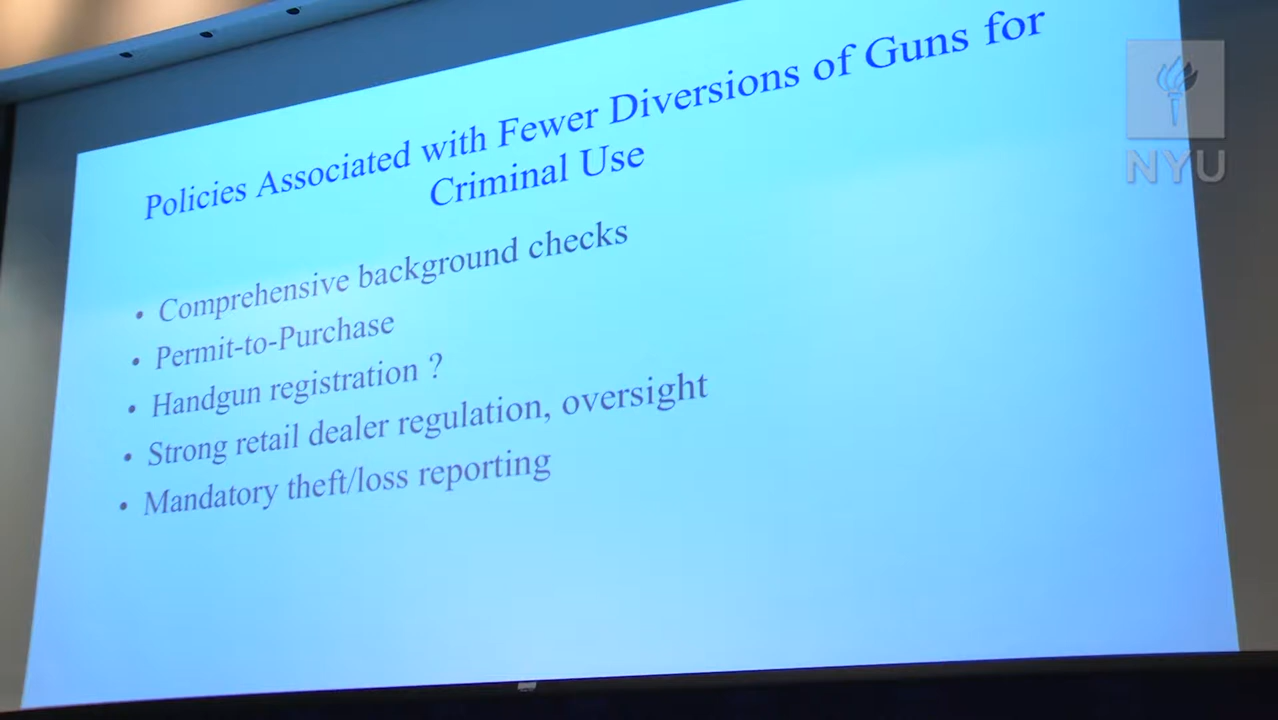 Policies Associated with Fewer Diversions of Guns for
Criminal Use
• Comprehensive background checks
• Permit-to-Purchase
• Handgun registration ?
• Strong retail dealer regulation, oversight
• Mandatory theft/loss reporting
NYU